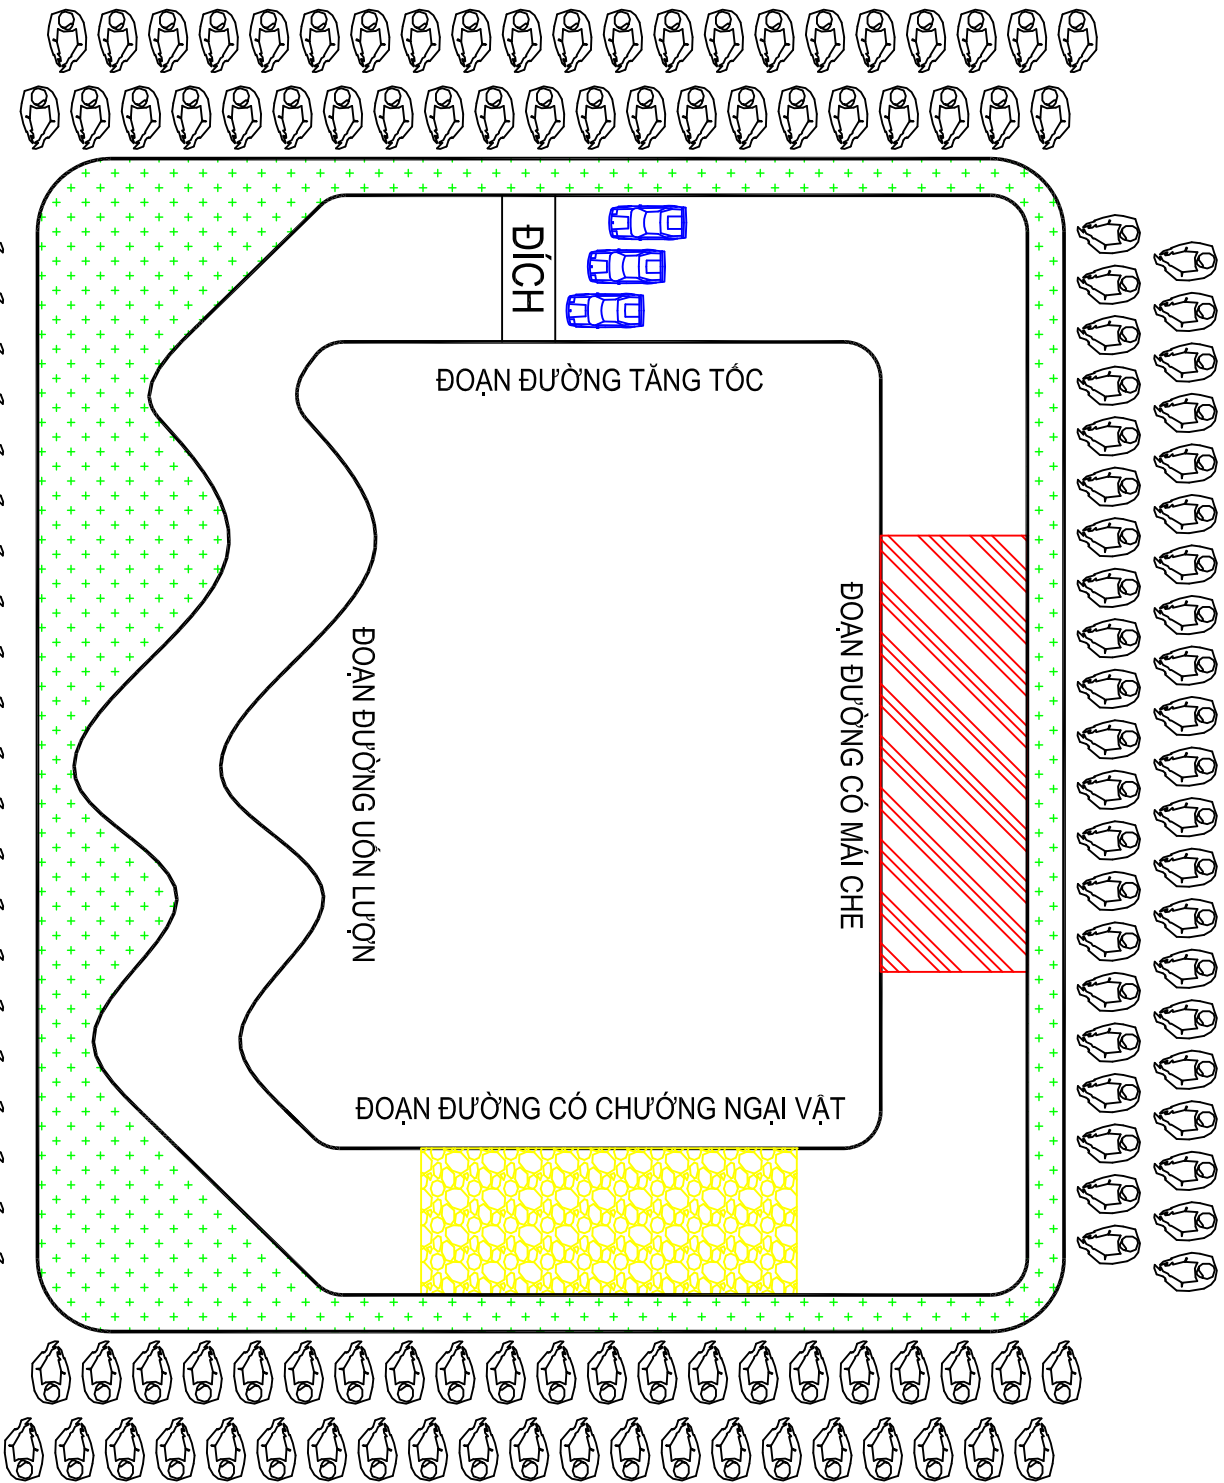 ĐÍCH
ĐOẠN ĐƯỜNG TĂNG TỐC
ĐOẠN ĐƯỜNG UỐN LƯỢN
ĐOẠN ĐƯỜNG CÓ MÁI CHE
ĐOẠN ĐƯỜNG CÓ CHƯỚNG NGẠI VẬT